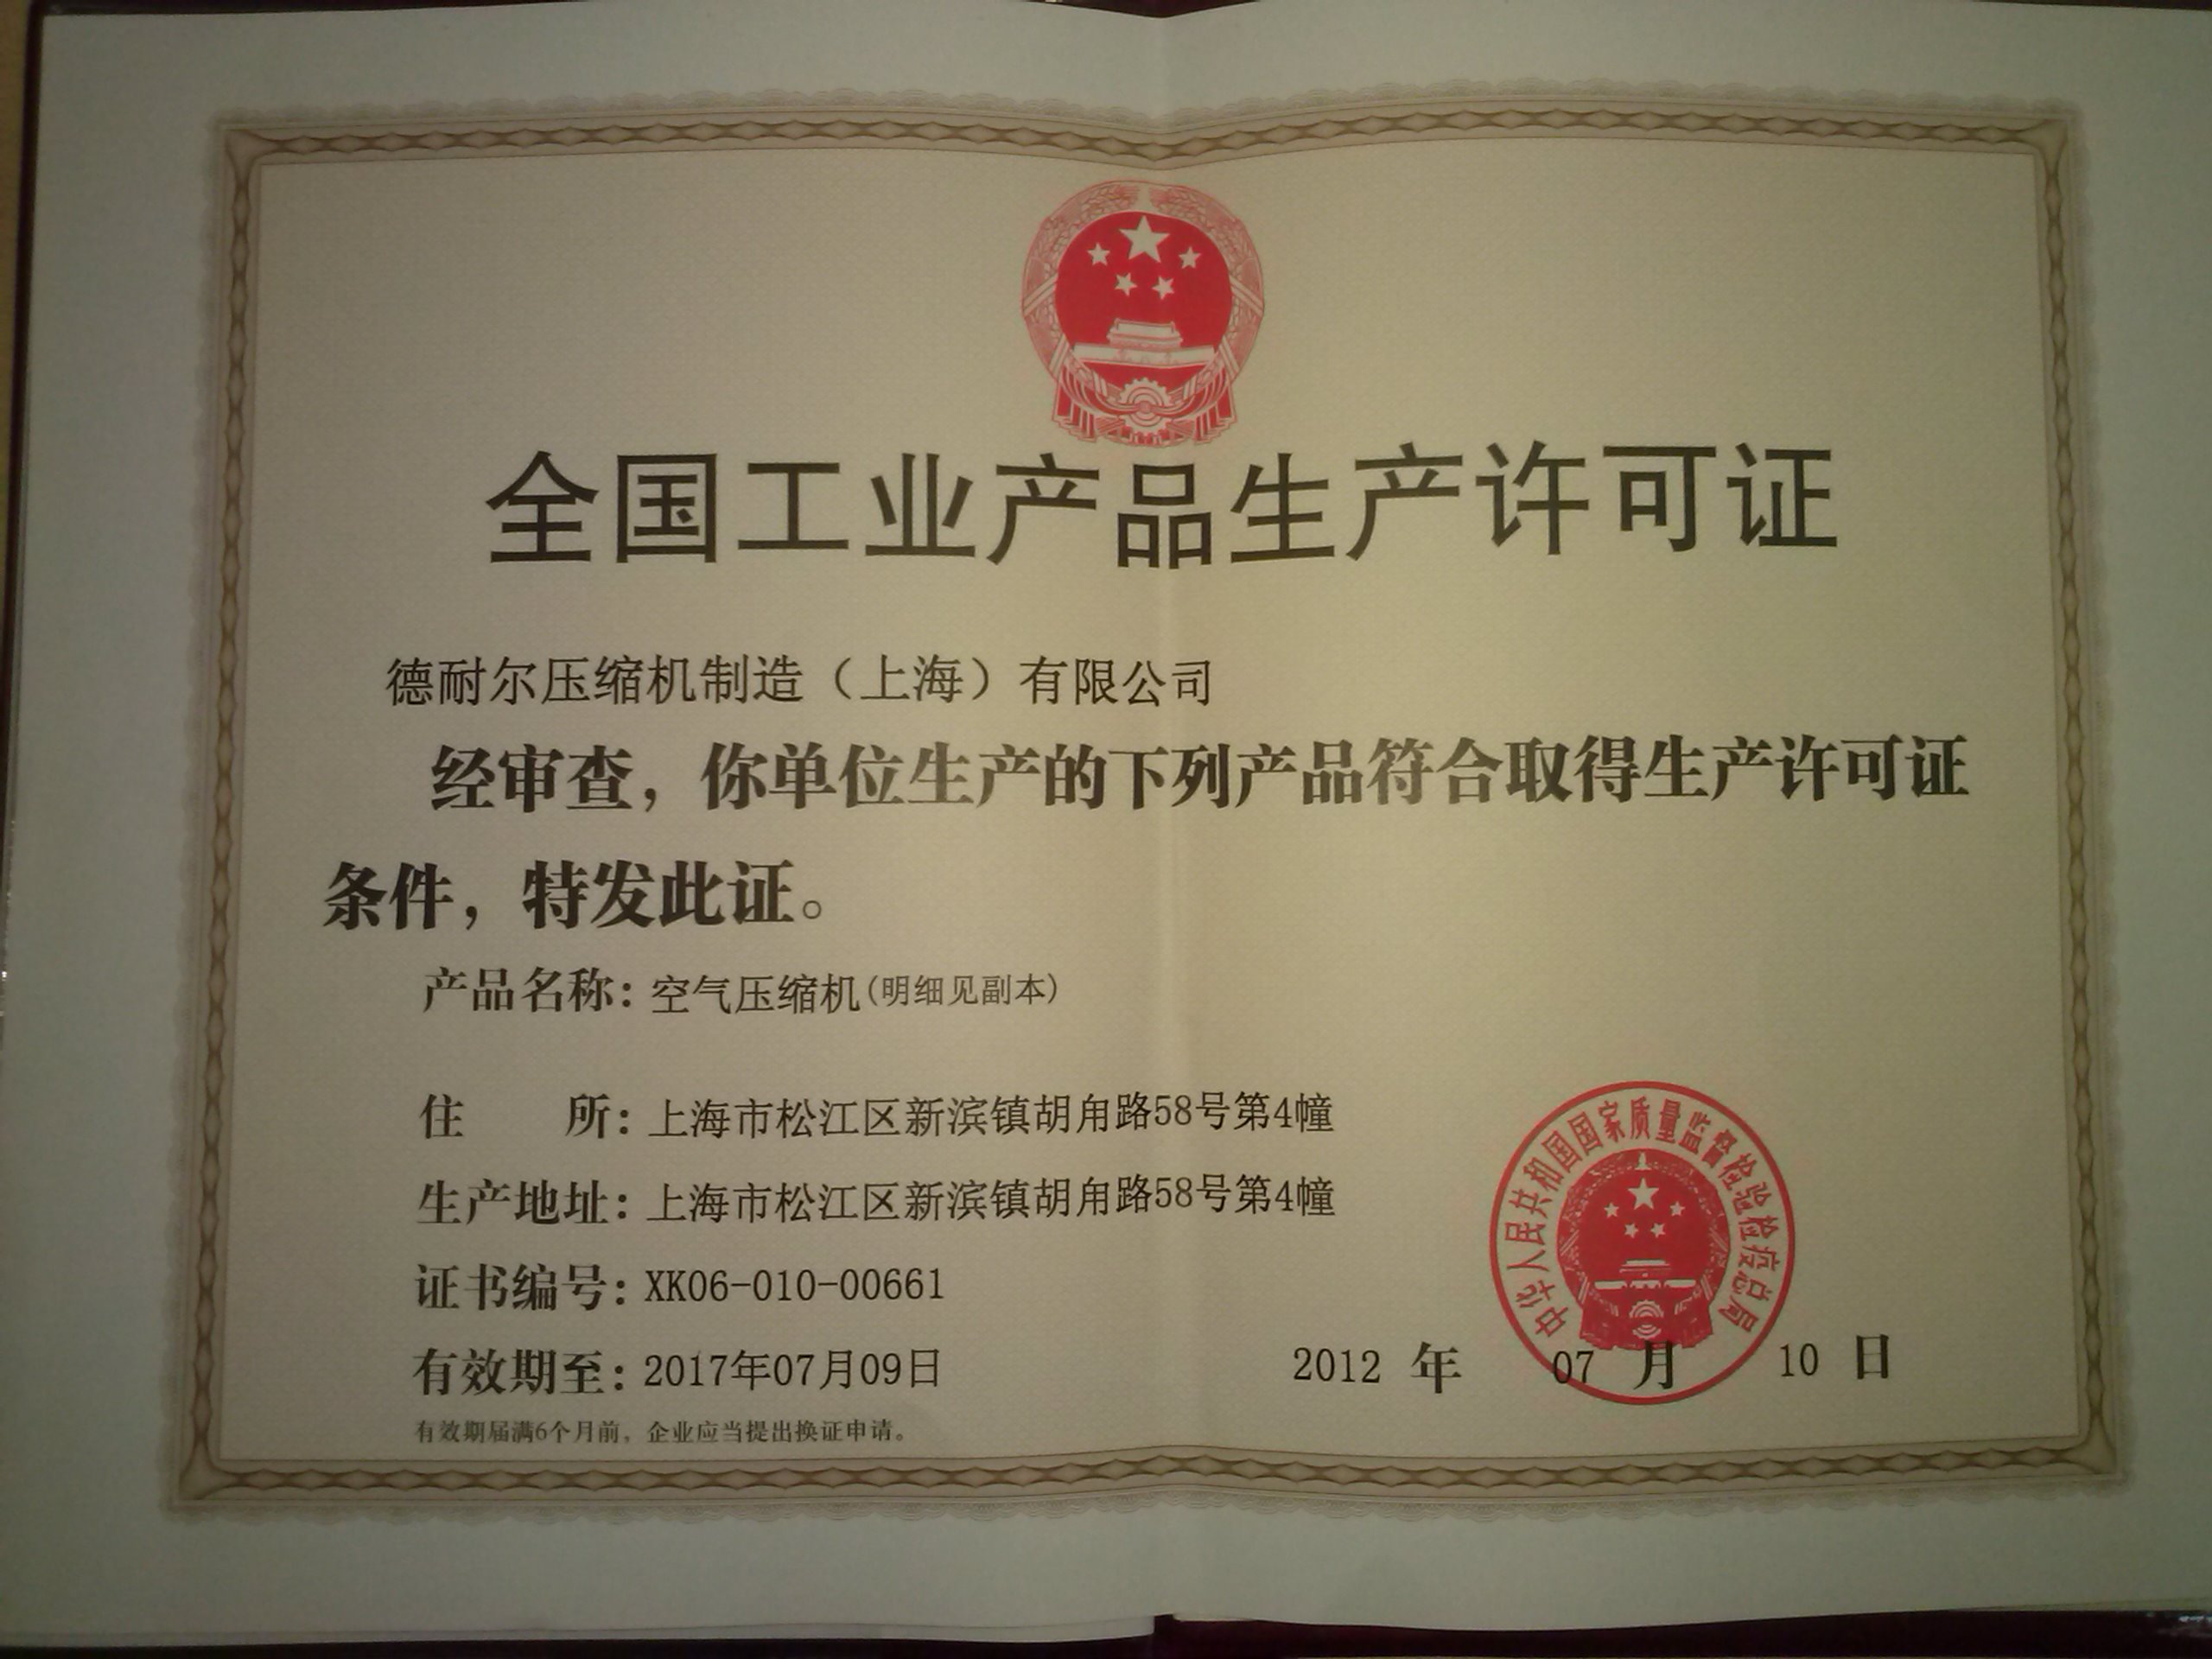 全国工业产品生产许可证
德耐尔压缩机制造（上海）有限公司
经审查，你单位生产的下列产品符合取得生产许可证
条件，特发此证。
产品名称：空气压缩机(明细见副本)
住所：上海市松江区新滨镇胡甪路58号第4幢
生产地址：上海市松江区新滨镇胡甪路58号第4幢
证书编号：XK06-010-00661
有效期至：2017年07月09日
中华人民共和国国家质量监督检验检疫总局
2012 年 07 月 10 日
有效期届满6个月前，企业应当提出换证申请。